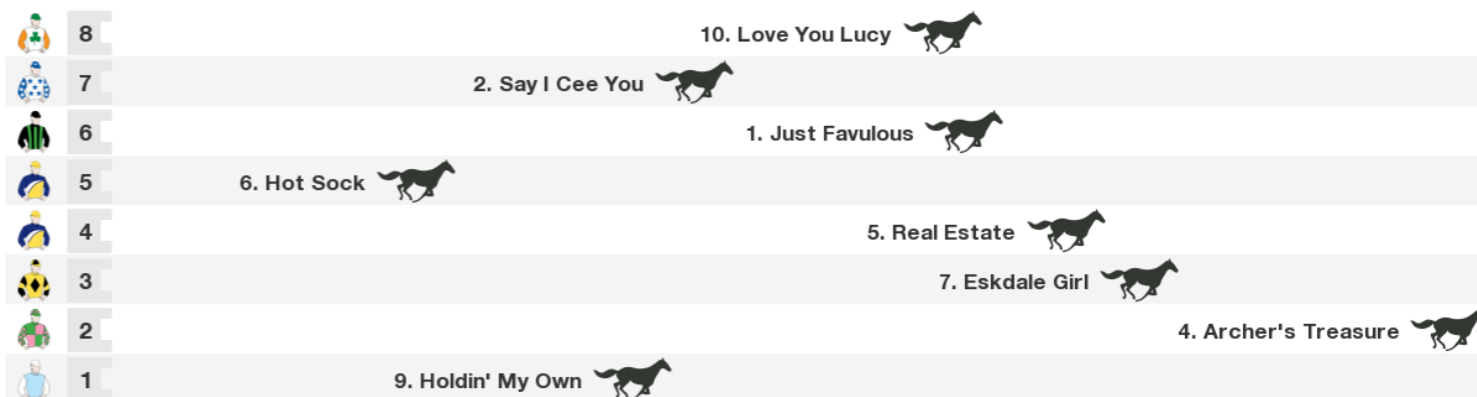 8 10. Love You Lucy
7 2. Say I Cee You
6 1. Just Favulous
5 6. Hot Sock
4 5. Real Estate
3 7. Eskdale Girl
2 4. Archer's Treasure
1 9. Holdin' My Own